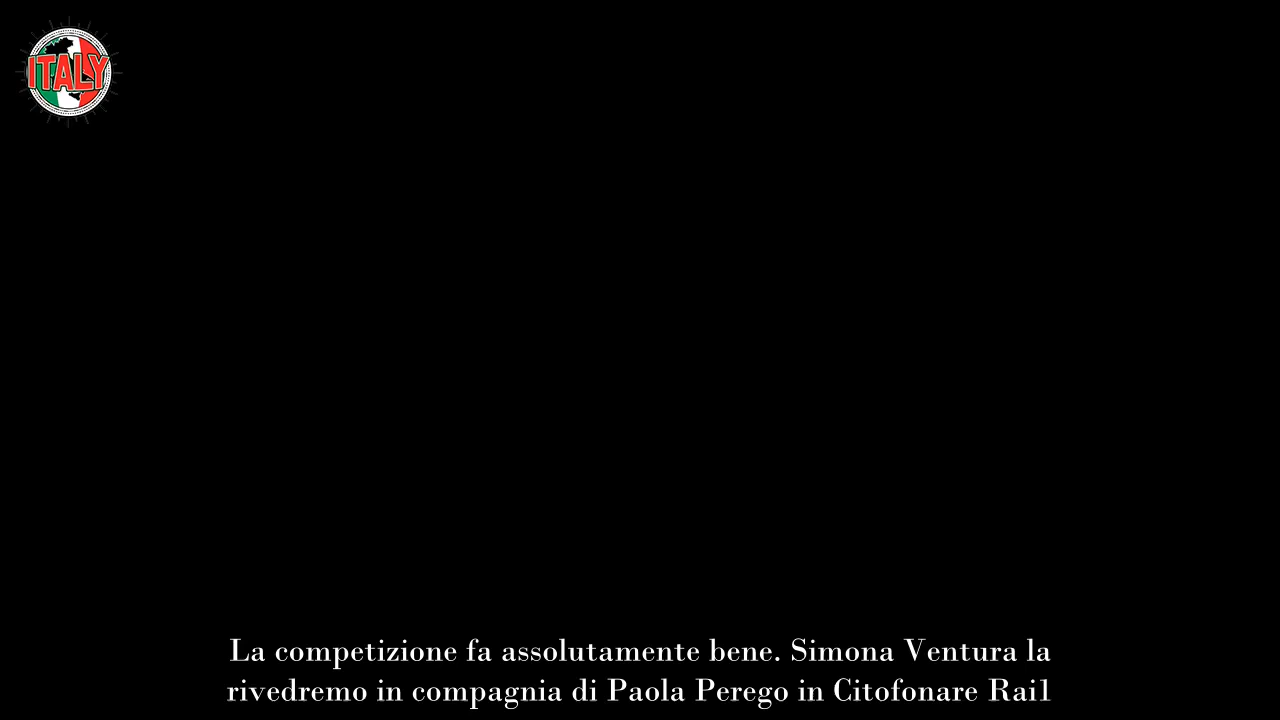 ITALY
La competizione fa assolutamente bene. Simona Ventura la
rivedremo in compagnia di Paola Perego in Citofonare Rai1